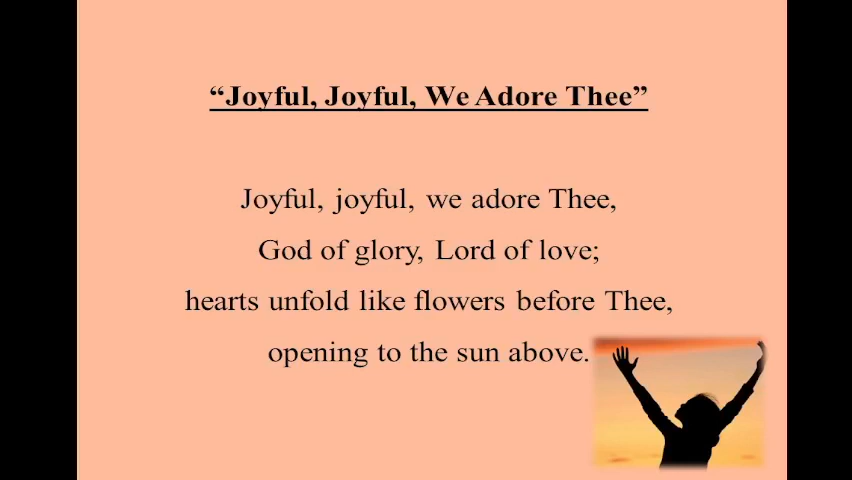 “Joyful, Joyful, We Adore Thee”
Joyful, joyful, we adore Thee,
God of glory, Lord of love;
hearts unfold like flowers before Thee,
opening to the sun above.